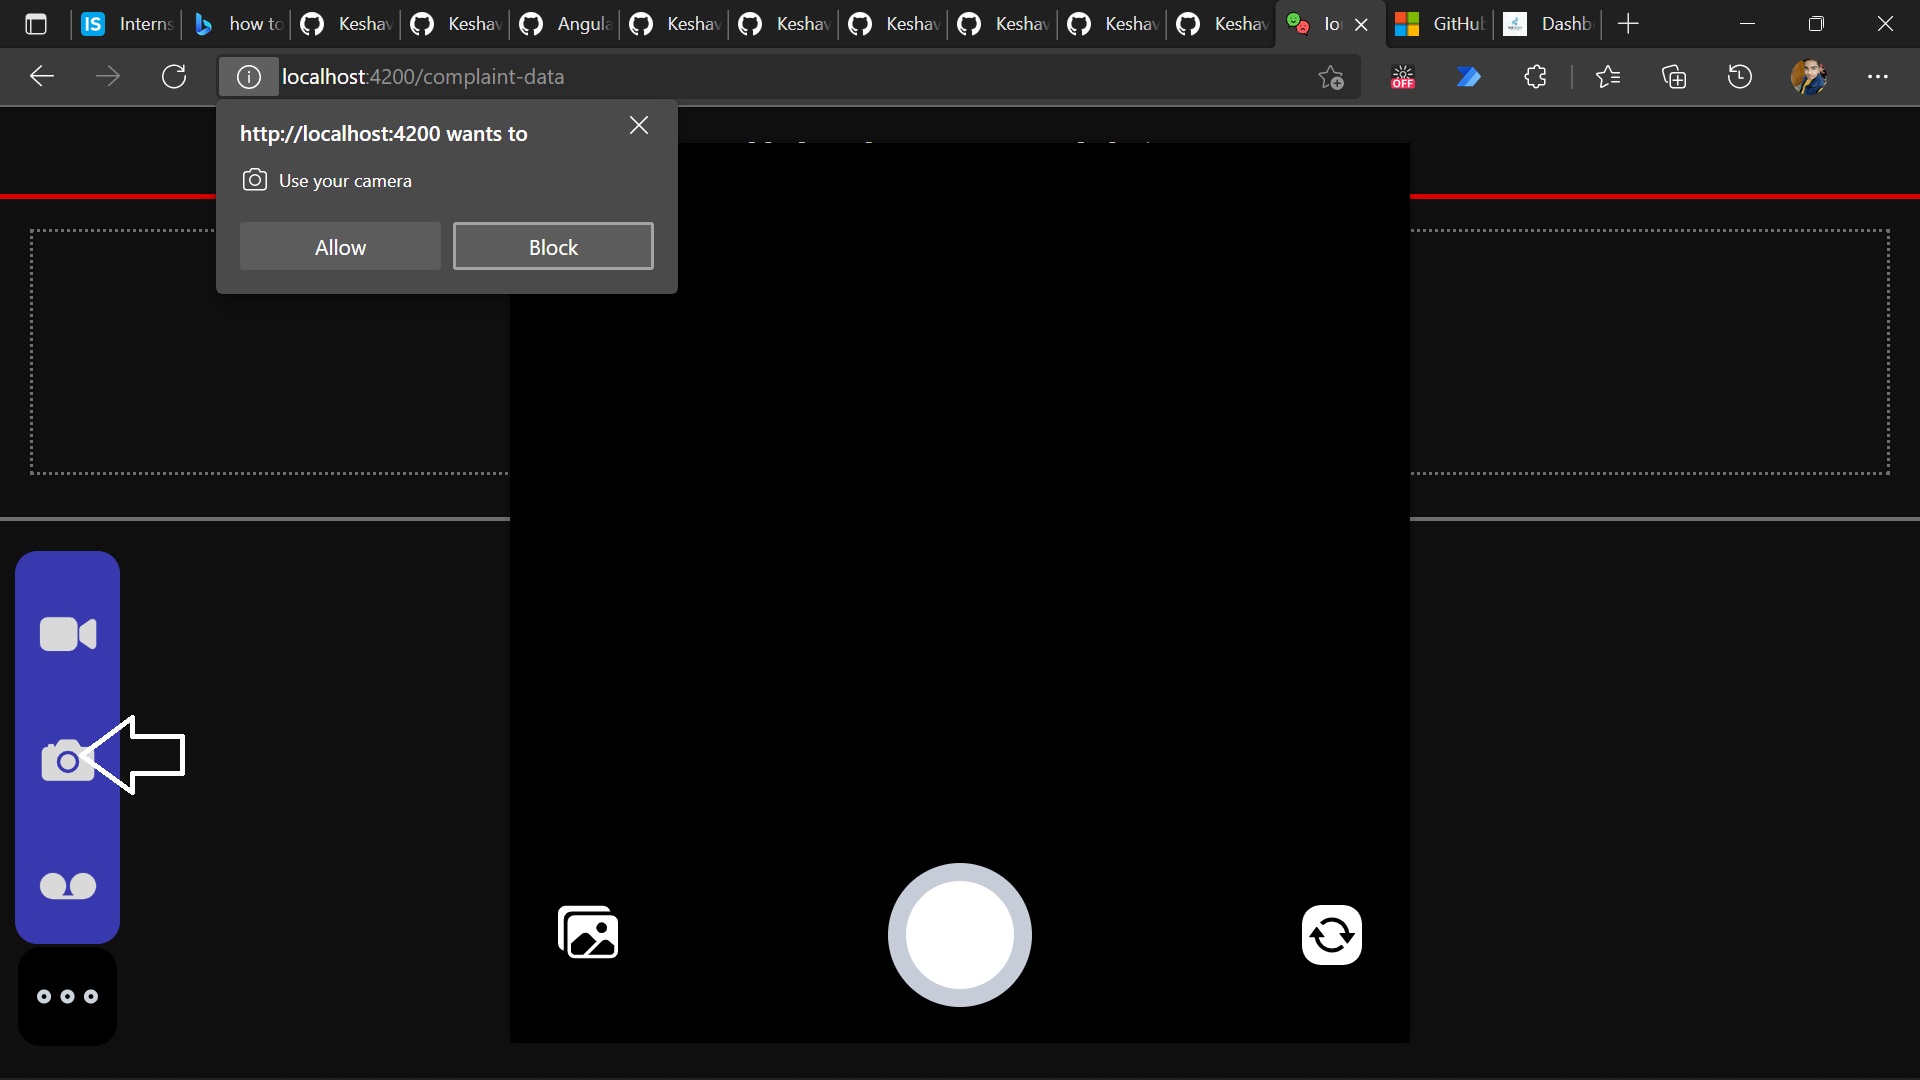 IS Interns how to Keshav Keshav Angula Keshav Keshav Keshav Keshav Keshav Keshav Io GitHub Dashb
localhost:4200/complaint-data OFF
http://localhost:4200 wants to
Use your camera
Allow Block